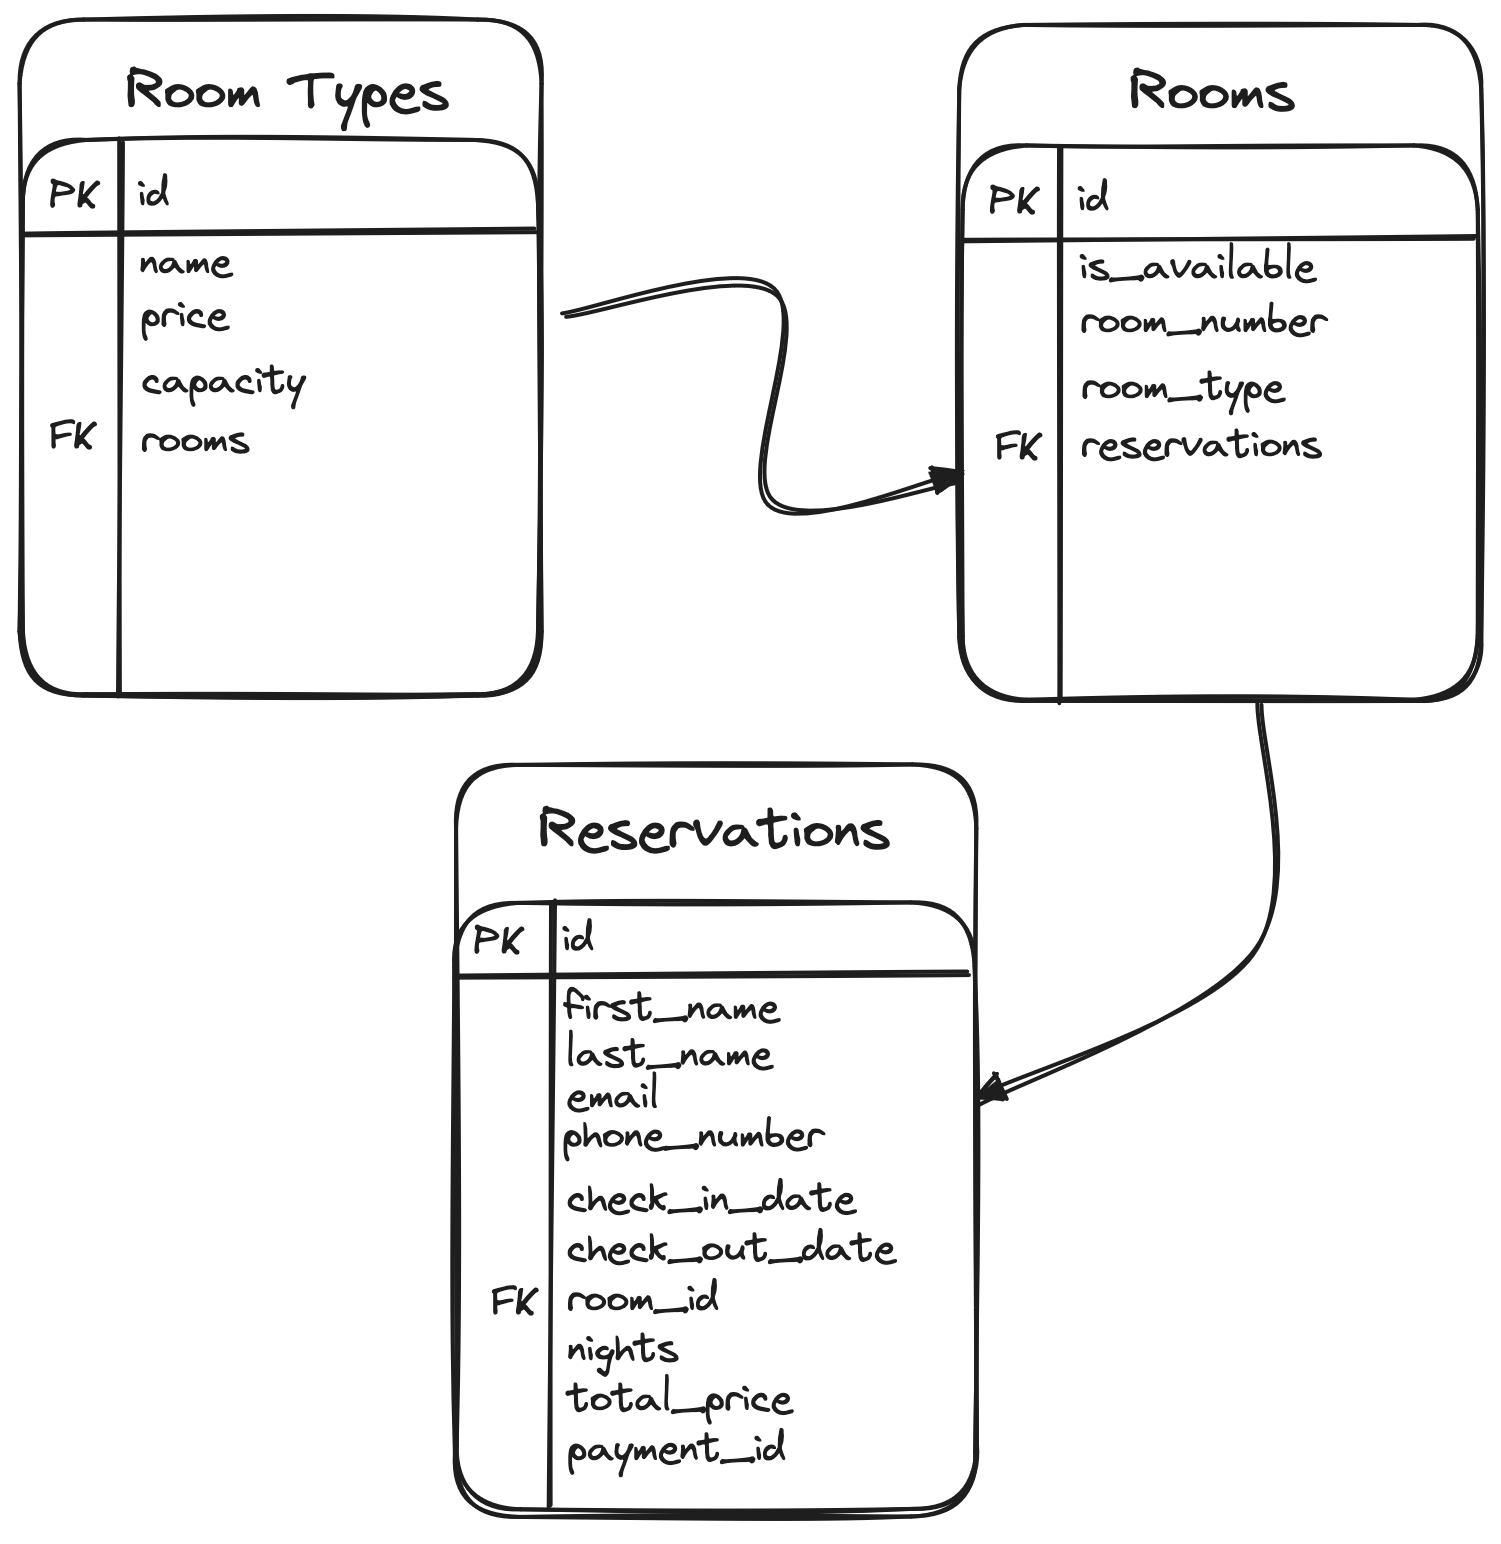 Room Types
PK id
name
price
capacity
FK rooms
Rooms
PK id
is_available
room_number
room_type
FK reservations
Reservations
PK id
first_name
last_name
email
phone_number
check_in_date
check_out_date
FK room_id
nights
total_price
payment_id